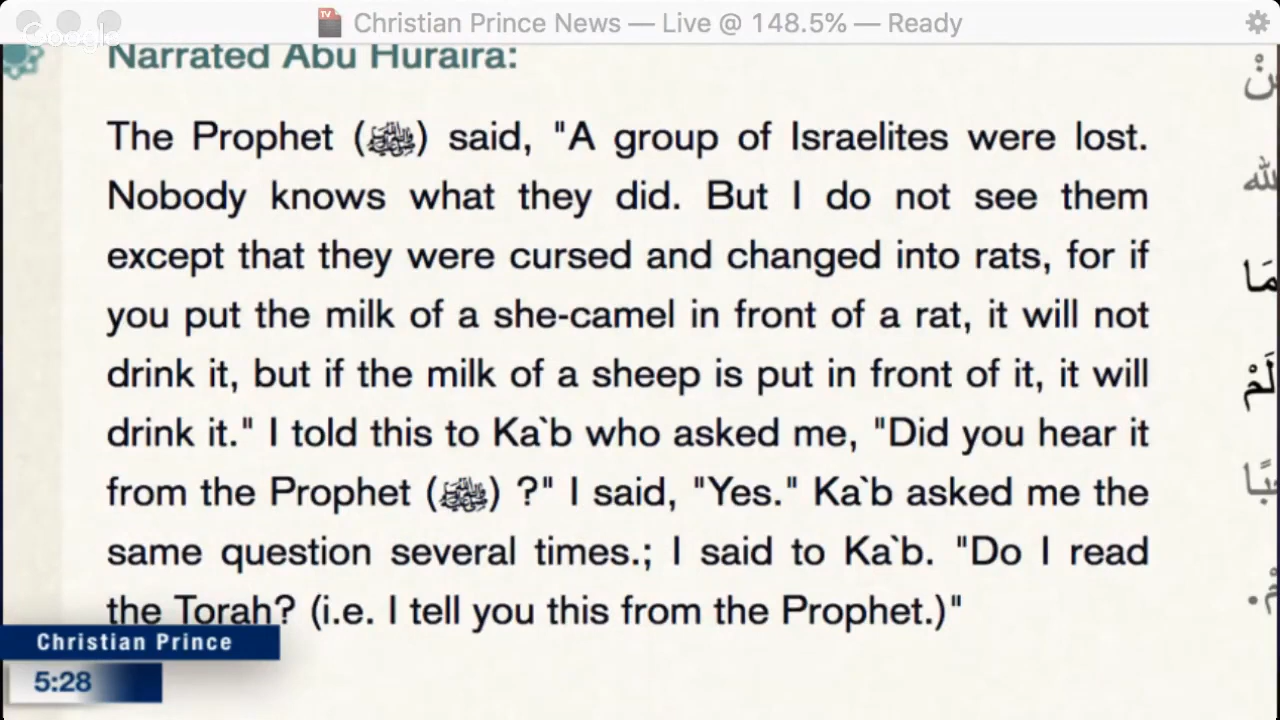 Christian Prince News — Live @ 148.5% — Ready
Google
Narrated Abu Huraira:
The Prophet (ﷺ) said, "A group of Israelites were lost.
Nobody knows what they did. But I do not see them
except that they were cursed and changed into rats, for if
you put the milk of a she-camel in front of a rat, it will not
drink it, but if the milk of a sheep is put in front of it, it will
drink it." I told this to Ka`b who asked me, "Did you hear it
from the Prophet (ﷺ) ?" I said, "Yes." Ka`b asked me the
same question several times.; I said to Ka`b. "Do I read
the Torah? (i.e. I tell you this from the Prophet.)"
Christian Prince
5:28